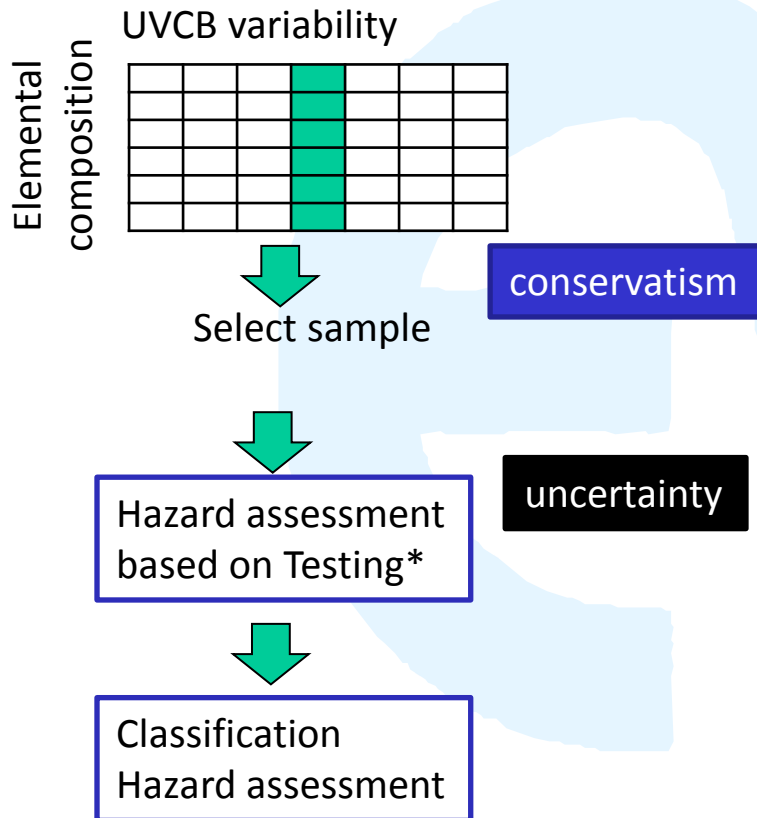 UVCB variability
Elemental
composition
Select sample
conservatism
Hazard assessment
based on Testing*
uncertainty
Classification
Hazard assessment